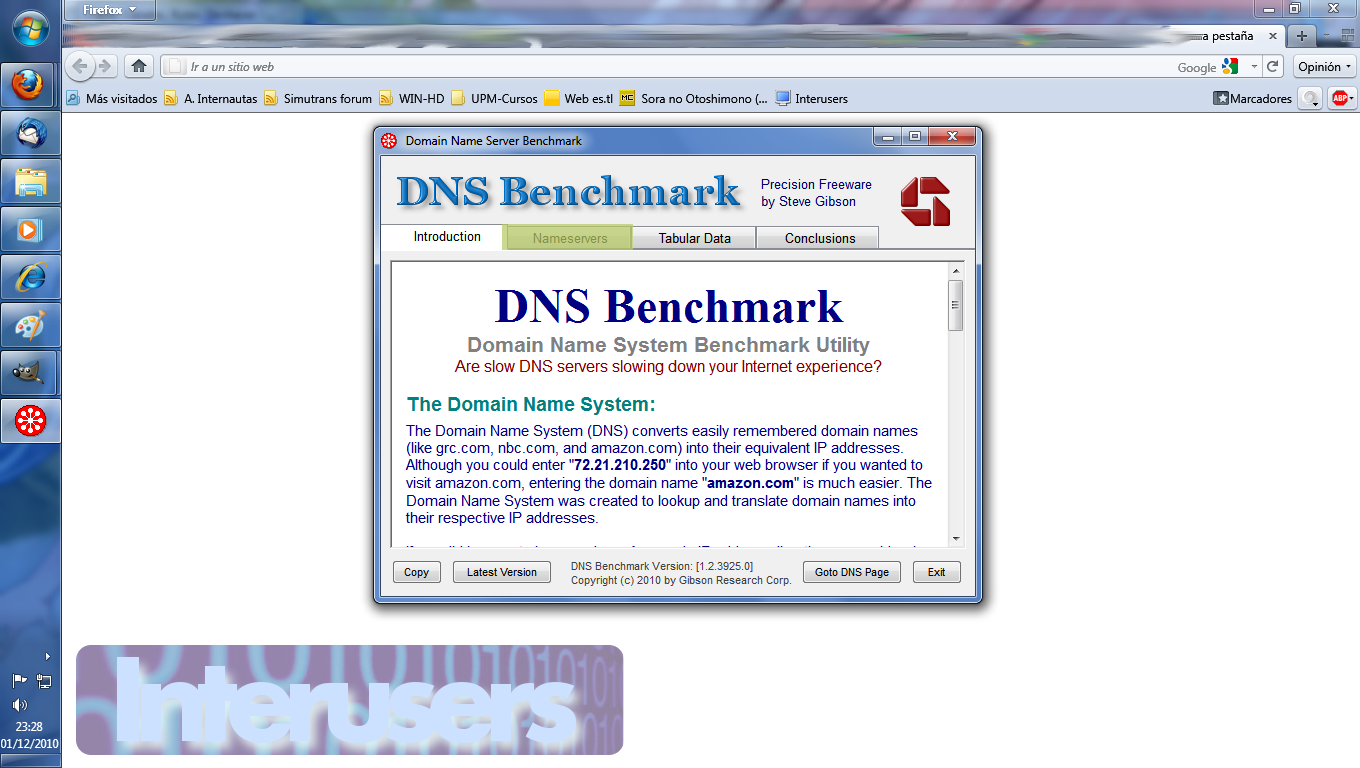 Firefox
a pestaña
Ir a un sitio web
Google
Opinión
Más visitados
A. Internautas
Simutrans forum
WIN-HD
UPM-Cursos
Web es.tl
Sora no Otoshimono (...
Interusers
Marcadores
ABP
Domain Name Server Benchmark
DNS Benchmark
Precision Freeware
by Steve Gibson
Introduction
Nameservers
Tabular Data
Conclusions
DNS Benchmark
Domain Name System Benchmark Utility
Are slow DNS servers slowing down your Internet experience?
The Domain Name System:
The Domain Name System (DNS) converts easily remembered domain names
(like grc.com, nbc.com, and amazon.com) into their equivalent IP addresses.
Although you could enter "72.21.210.250" into your web browser if you wanted to
visit amazon.com, entering the domain name "amazon.com" is much easier. The
Domain Name System was created to lookup and translate domain names into
their respective IP addresses.
Copy
Latest Version
DNS Benchmark Version: [1.2.3925.0]
Copyright (c) 2010 by Gibson Research Corp.
Goto DNS Page
Exit
Interusers
23:28
01/12/2010